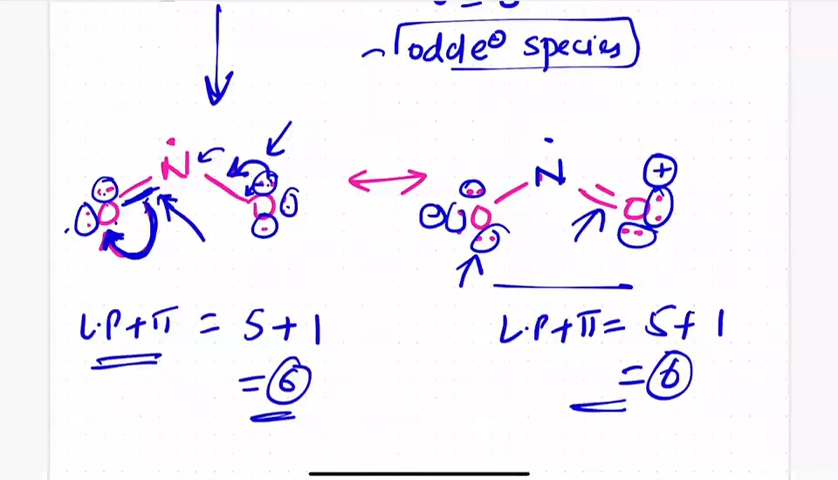 odd e⊖ species
Ṅ Ṅ ⊕
O O ⊖ O O
L.P+π = 5+1 L.P+π= 5+1
=6 =6